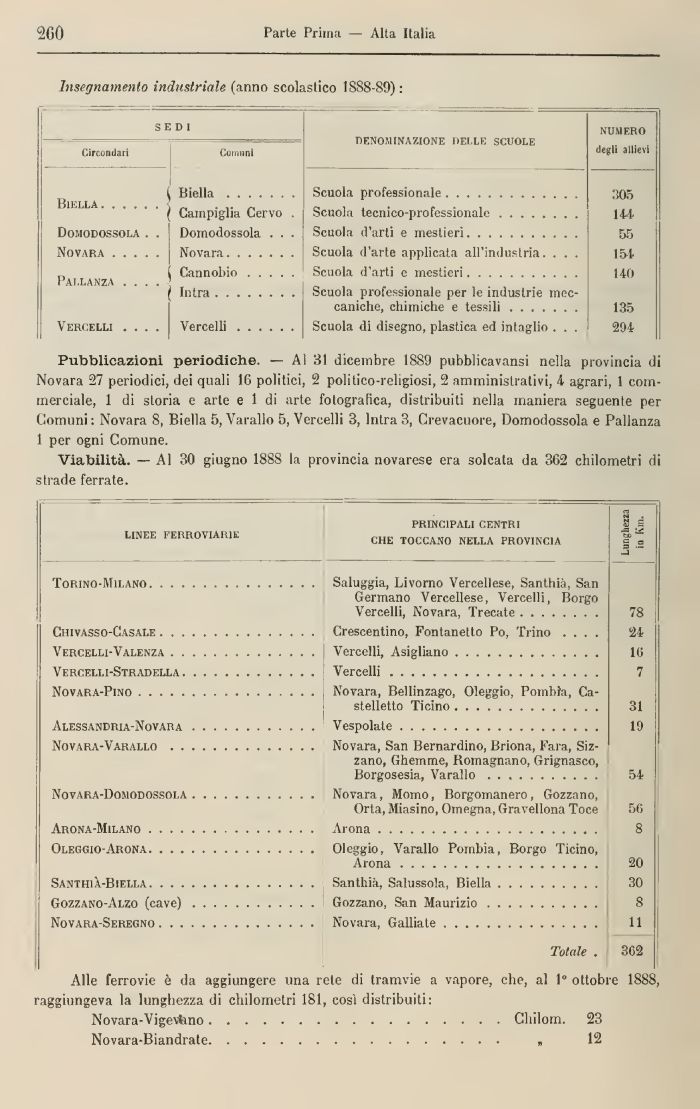 260
Parte Prima — Alta Italia
Insegnamento industriale (anno scolastico 1888-89) :
SEDI
DENOMINAZIONE DELLE SCUOLE
NUMERO
degli allievi
Circondari
Comuni
BIELLA. . . . . . { Biella . . . . . . . Scuola professionale . . . . . . . . . . . . . 305
Campiglia Cervo . Scuola tecnico-professionale . . . . . . . . 144
DOMODOSSOLA . . Domodossola . . . Scuola d'arti e mestieri. . . . . . . . . . . 55
NOVARA . . . . . Novara. . . . . . . Scuola d'arte applicata all'industria. . . . 154
PALLANZA . . . . { Cannobio . . . . . Scuola d'arti e mestieri. . . . . . . . . . . 140
Intra . . . . . . . . Scuola professionale per le industrie mec-
caniche, chimiche e tessili . . . . . . . 135
VERCELLI . . . . Vercelli . . . . . . Scuola di disegno, plastica ed intaglio . . . 294
Pubblicazioni periodiche. — Al 31 dicembre 1889 pubblicavansi nella provincia di
Novara 27 periodici, dei quali 16 politici, 2 politico-religiosi, 2 amministrativi, 4 agrari, 1 com-
merciale, 1 di storia e arte e 1 di arte fotografica, distribuiti nella maniera seguente per
Comuni: Novara 8, Biella 5, Varallo 5, Vercelli 3, Intra 3, Crevacuore, Domodossola e Pallanza
1 per ogni Comune.
Viabilità. — Al 30 giugno 1888 la provincia novarese era solcata da 362 chilometri di
strade ferrate.
LINEE FERROVIARIE
PRINCIPALI CENTRI
CHE TOCCANO NELLA PROVINCIA
Lunghezza
in Km.
TORINO-MILANO. . . . . . . . . . . . . . . . Saluggia, Livorno Vercellese, Santhià, San
Germano Vercellese, Vercelli, Borgo
Vercelli, Novara, Trecate . . . . . . . . 78
CHIVASSO-CASALE . . . . . . . . . . . . . . . Crescentino, Fontanetto Po, Trino . . . . 24
VERCELLI-VALENZA . . . . . . . . . . . . . . Vercelli, Asigliano . . . . . . . . . . . . . 16
VERCELLI-STRADELLA. . . . . . . . . . . . . Vercelli . . . . . . . . . . . . . . . . . . . 7
NOVARA-PINO . . . . . . . . . . . . . . . . . Novara, Bellinzago, Oleggio, Pombia, Ca-
stelletto Ticino . . . . . . . . . . . . . 31
ALESSANDRIA-NOVARA . . . . . . . . . . . . Vespolate . . . . . . . . . . . . . . . . . . 19
NOVARA-VARALLO . . . . . . . . . . . . . . Novara, San Bernardino, Briona, Fara, Siz-
zano, Ghemme, Romagnano, Grignasco,
Borgosesia, Varallo . . . . . . . . . . . 54
NOVARA-DOMODOSSOLA . . . . . . . . . . . . Novara, Momo, Borgomanero, Gozzano,
Orta, Miasino, Omegna, Gravellona Toce 56
ARONA-MILANO . . . . . . . . . . . . . . . . Arona . . . . . . . . . . . . . . . . . . . . 8
OLEGGIO-ARONA. . . . . . . . . . . . . . . . Oleggio, Varallo Pombia, Borgo Ticino,
Arona . . . . . . . . . . . . . . . . . . 20
SANTHIÀ-BIELLA. . . . . . . . . . . . . . . . Santhià, Salussola, Biella . . . . . . . . . 30
GOZZANO-ALZO (cave) . . . . . . . . . . . . Gozzano, San Maurizio . . . . . . . . . . 8
NOVARA-SEREGNO. . . . . . . . . . . . . . . Novara, Galliate . . . . . . . . . . . . . . 11
Totale . 362
Alle ferrovie è da aggiungere una rete di tramvie a vapore, che, al 1° ottobre 1888,
raggiungeva la lunghezza di chilometri 181, così distribuiti:
Novara-Vigevano . . . . . . . . . . . . . . . . . Chilom. 23
Novara-Biandrate. . . . . . . . . . . . . . . . . „ 12